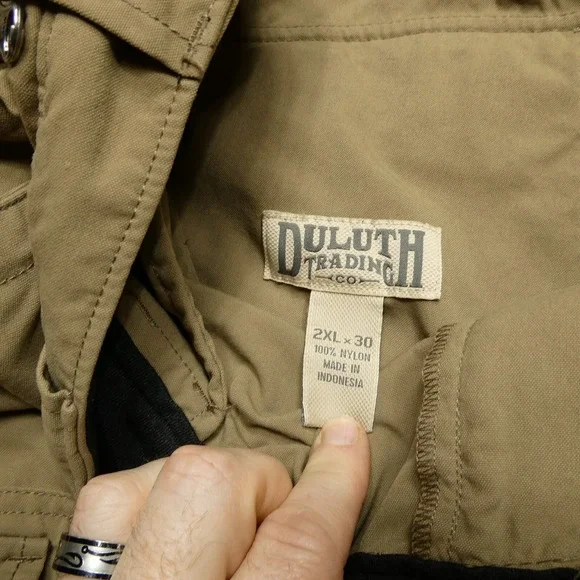 DULUTH
TRADING
CO
2XL x 30
100% NYLON
MADE IN
INDONESIA